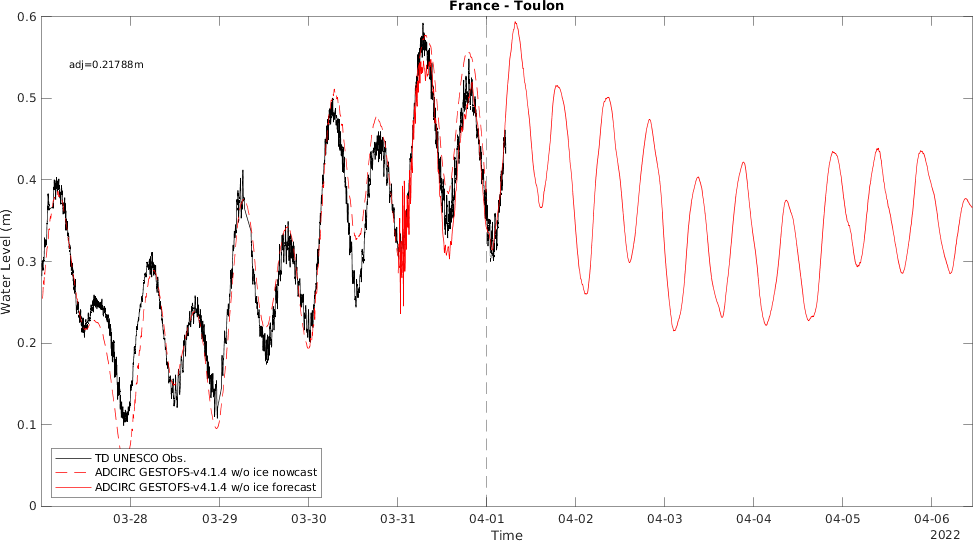 France - Toulon
adj=0.21788m
0.6
0.5
0.4
0.3
0.2
0.1
0
Water Level (m)
TD UNESCO Obs.
ADCIRC GESTOFS-v4.1.4 w/o ice nowcast
ADCIRC GESTOFS-v4.1.4 w/o ice forecast
03-28 03-29 03-30 03-31 04-01 04-02 04-03 04-04 04-05 04-06
Time
2022